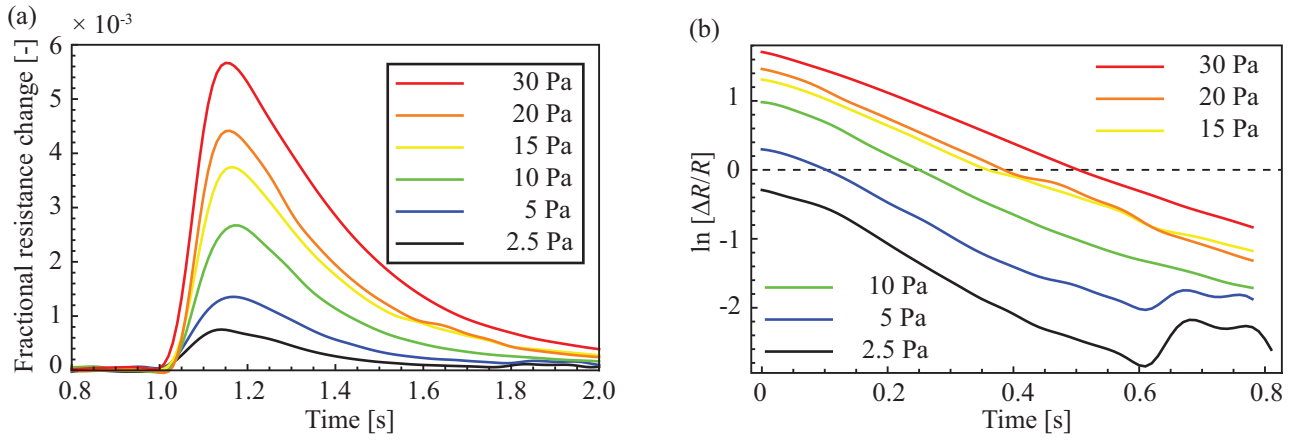 (a)
× 10⁻³
Fractional resistance change [-]
6
5
4
3
2
1
0
30 Pa
20 Pa
15 Pa
10 Pa
5 Pa
2.5 Pa
0.8 1.0 1.2 1.4 1.6 1.8 2.0
Time [s]
(b)
ln [ΔR/R]
1
0
-1
-2
30 Pa
20 Pa
15 Pa
10 Pa
5 Pa
2.5 Pa
0 0.2 0.4 0.6 0.8
Time [s]